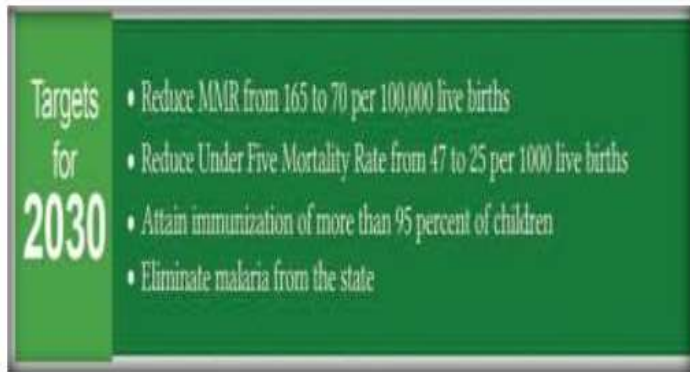 Targets
for
2030
• Reduce MMR from 165 to 70 per 100,000 live births
• Reduce Under Five Mortality Rate from 47 to 25 per 1000 live births
• Attain immunization of more than 95 percent of children
• Eliminate malaria from the state